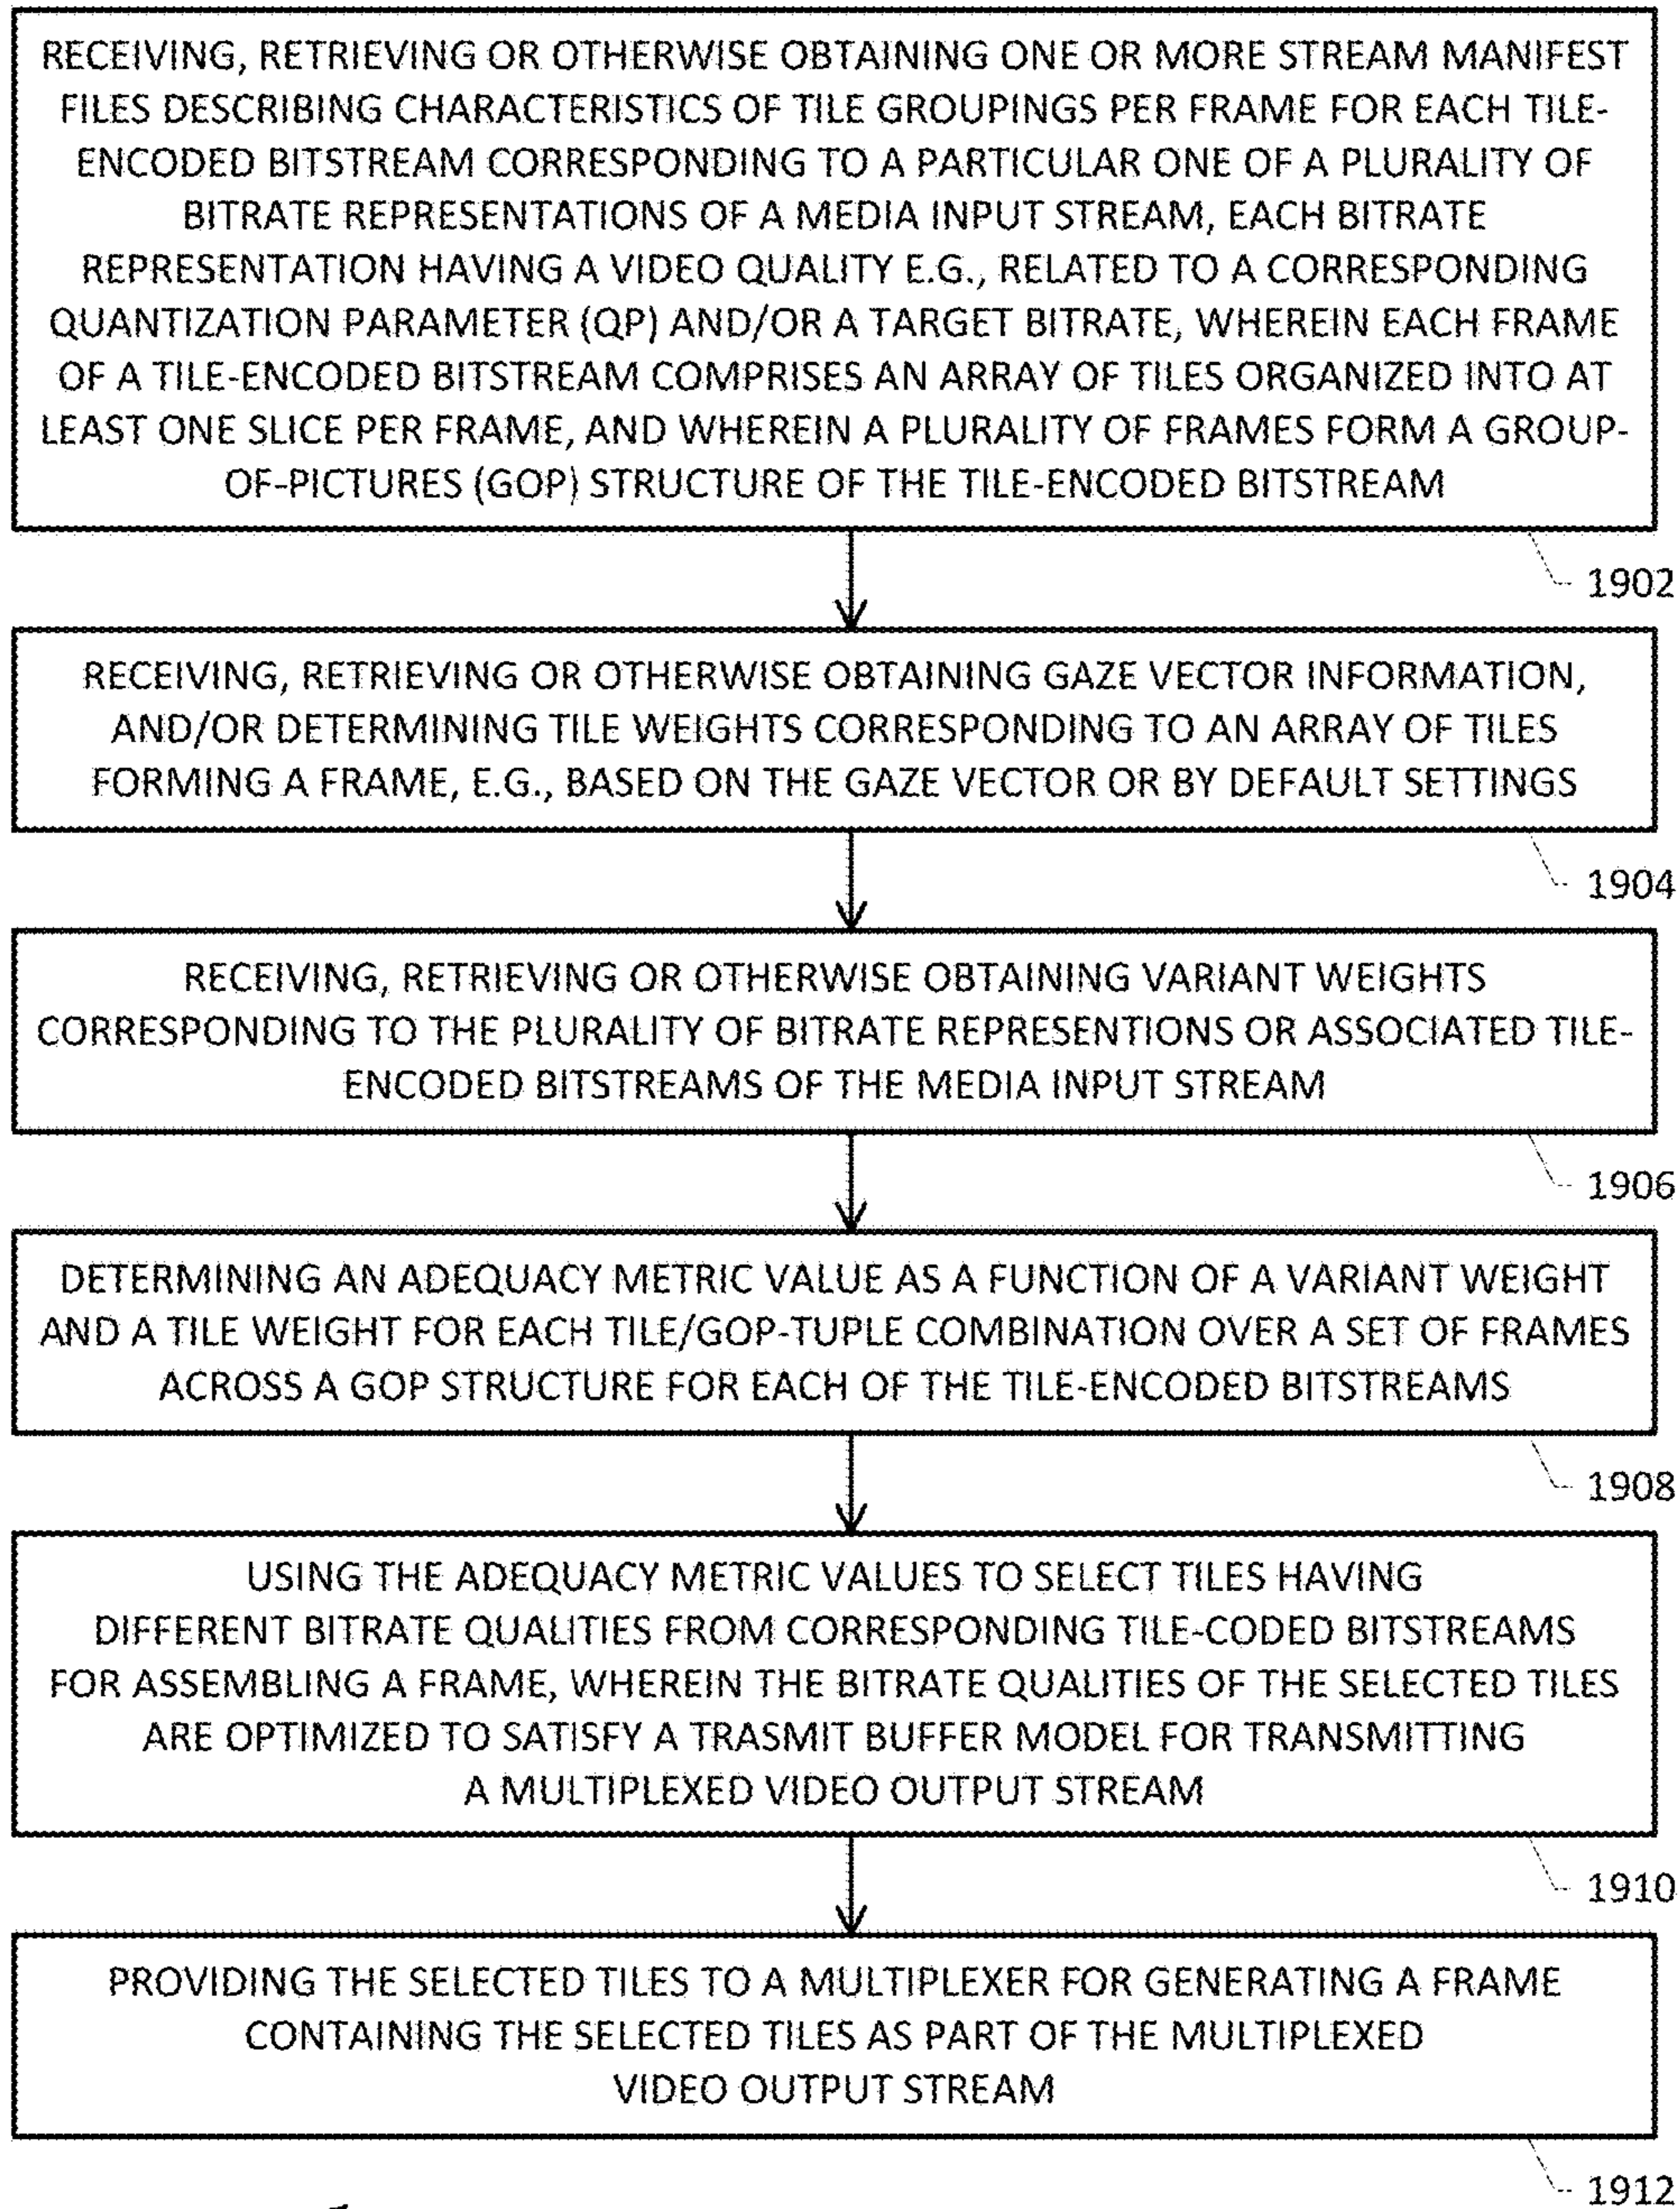 RECEIVING, RETRIEVING OR OTHERWISE OBTAINING ONE OR MORE STREAM MANIFEST
FILES DESCRIBING CHARACTERISTICS OF TILE GROUPINGS PER FRAME FOR EACH TILE-
ENCODED BITSTREAM CORRESPONDING TO A PARTICULAR ONE OF A PLURALITY OF
BITRATE REPRESENTATIONS OF A MEDIA INPUT STREAM, EACH BITRATE
REPRESENTATION HAVING A VIDEO QUALITY E.G., RELATED TO A CORRESPONDING
QUANTIZATION PARAMETER (QP) AND/OR A TARGET BITRATE, WHEREIN EACH FRAME
OF A TILE-ENCODED BITSTREAM COMPRISES AN ARRAY OF TILES ORGANIZED INTO AT
LEAST ONE SLICE PER FRAME, AND WHEREIN A PLURALITY OF FRAMES FORM A GROUP-
OF-PICTURES (GOP) STRUCTURE OF THE TILE-ENCODED BITSTREAM
1902
RECEIVING, RETRIEVING OR OTHERWISE OBTAINING GAZE VECTOR INFORMATION,
AND/OR DETERMINING TILE WEIGHTS CORRESPONDING TO AN ARRAY OF TILES
FORMING A FRAME, E.G., BASED ON THE GAZE VECTOR OR BY DEFAULT SETTINGS
1904
RECEIVING, RETRIEVING OR OTHERWISE OBTAINING VARIANT WEIGHTS
CORRESPONDING TO THE PLURALITY OF BITRATE REPRESENTIONS OR ASSOCIATED TILE-
ENCODED BITSTREAMS OF THE MEDIA INPUT STREAM
1906
DETERMINING AN ADEQUACY METRIC VALUE AS A FUNCTION OF A VARIANT WEIGHT
AND A TILE WEIGHT FOR EACH TILE/GOP-TUPLE COMBINATION OVER A SET OF FRAMES
ACROSS A GOP STRUCTURE FOR EACH OF THE TILE-ENCODED BITSTREAMS
1908
USING THE ADEQUACY METRIC VALUES TO SELECT TILES HAVING
DIFFERENT BITRATE QUALITIES FROM CORRESPONDING TILE-CODED BITSTREAMS
FOR ASSEMBLING A FRAME, WHEREIN THE BITRATE QUALITIES OF THE SELECTED TILES
ARE OPTIMIZED TO SATISFY A TRASMIT BUFFER MODEL FOR TRANSMITTING
A MULTIPLEXED VIDEO OUTPUT STREAM
1910
PROVIDING THE SELECTED TILES TO A MULTIPLEXER FOR GENERATING A FRAME
CONTAINING THE SELECTED TILES AS PART OF THE MULTIPLEXED
VIDEO OUTPUT STREAM
1912